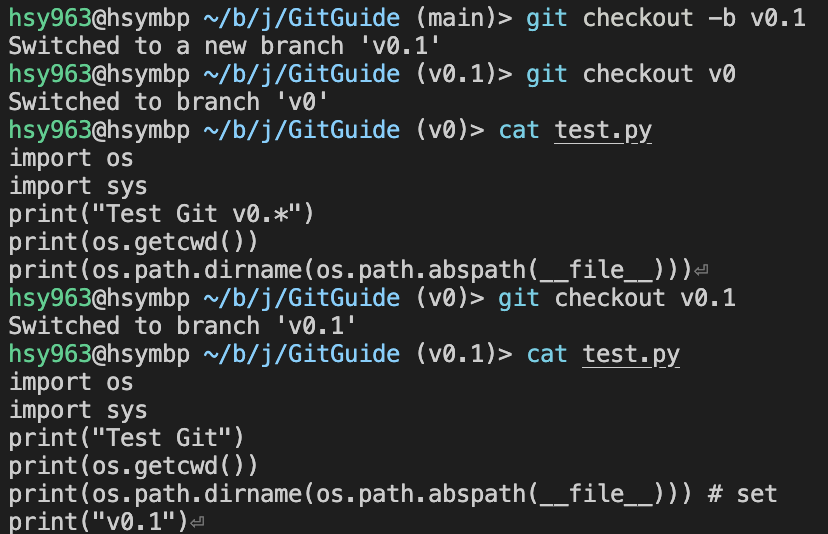 hsy963@hsymbp ~/b/j/GitGuide (main)> git checkout -b v0.1
Switched to a new branch 'v0.1'
hsy963@hsymbp ~/b/j/GitGuide (v0.1)> git checkout v0
Switched to branch 'v0'
hsy963@hsymbp ~/b/j/GitGuide (v0)> cat test.py
import os
import sys
print("Test Git v0.*")
print(os.getcwd())
print(os.path.dirname(os.path.abspath(__file__)))⏎
hsy963@hsymbp ~/b/j/GitGuide (v0)> git checkout v0.1
Switched to branch 'v0.1'
hsy963@hsymbp ~/b/j/GitGuide (v0.1)> cat test.py
import os
import sys
print("Test Git")
print(os.getcwd())
print(os.path.dirname(os.path.abspath(__file__))) # set
print("v0.1")⏎